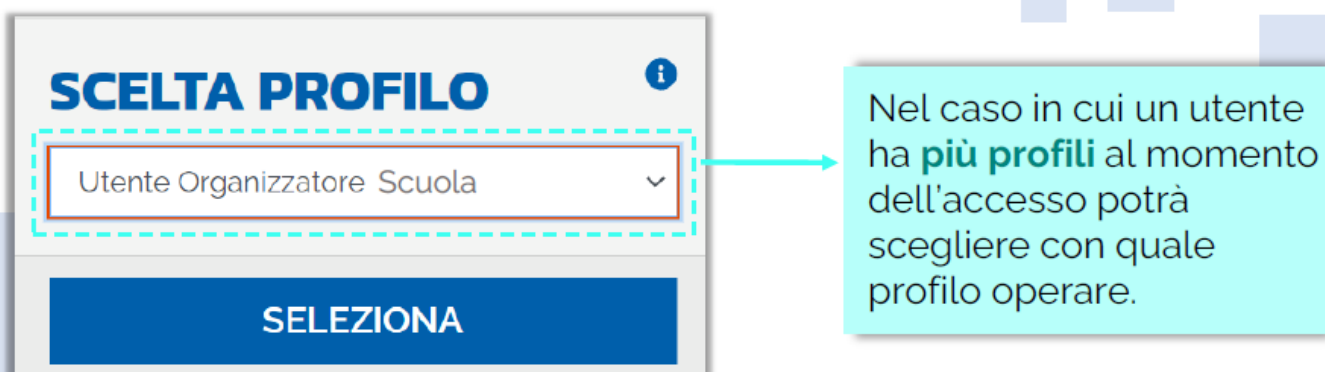 SCELTA PROFILO
Utente Organizzatore Scuola
SELEZIONA
Nel caso in cui un utente
ha più profili al momento
dell'accesso potrà
scegliere con quale
profilo operare.